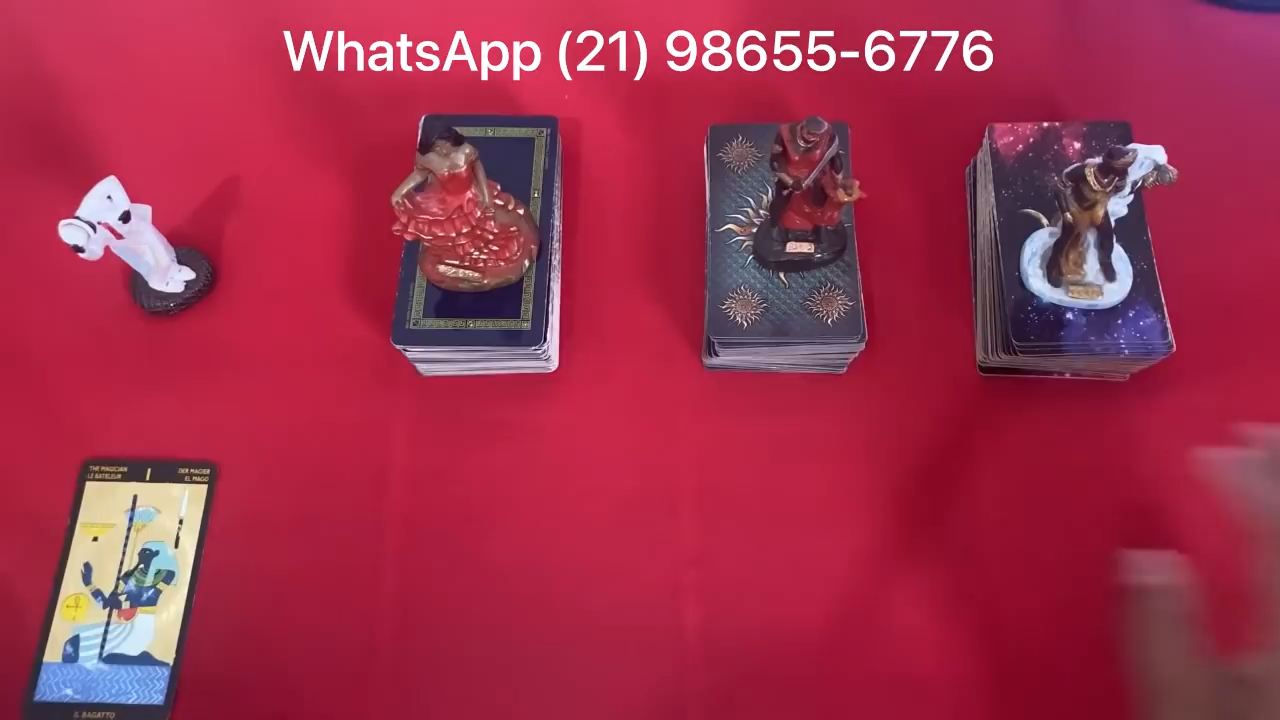 WhatsApp (21) 98655-6776
THE MAGICIAN
LE BATELEUR
I
DER MAGIER
EL MAGO
IL BAGATTO